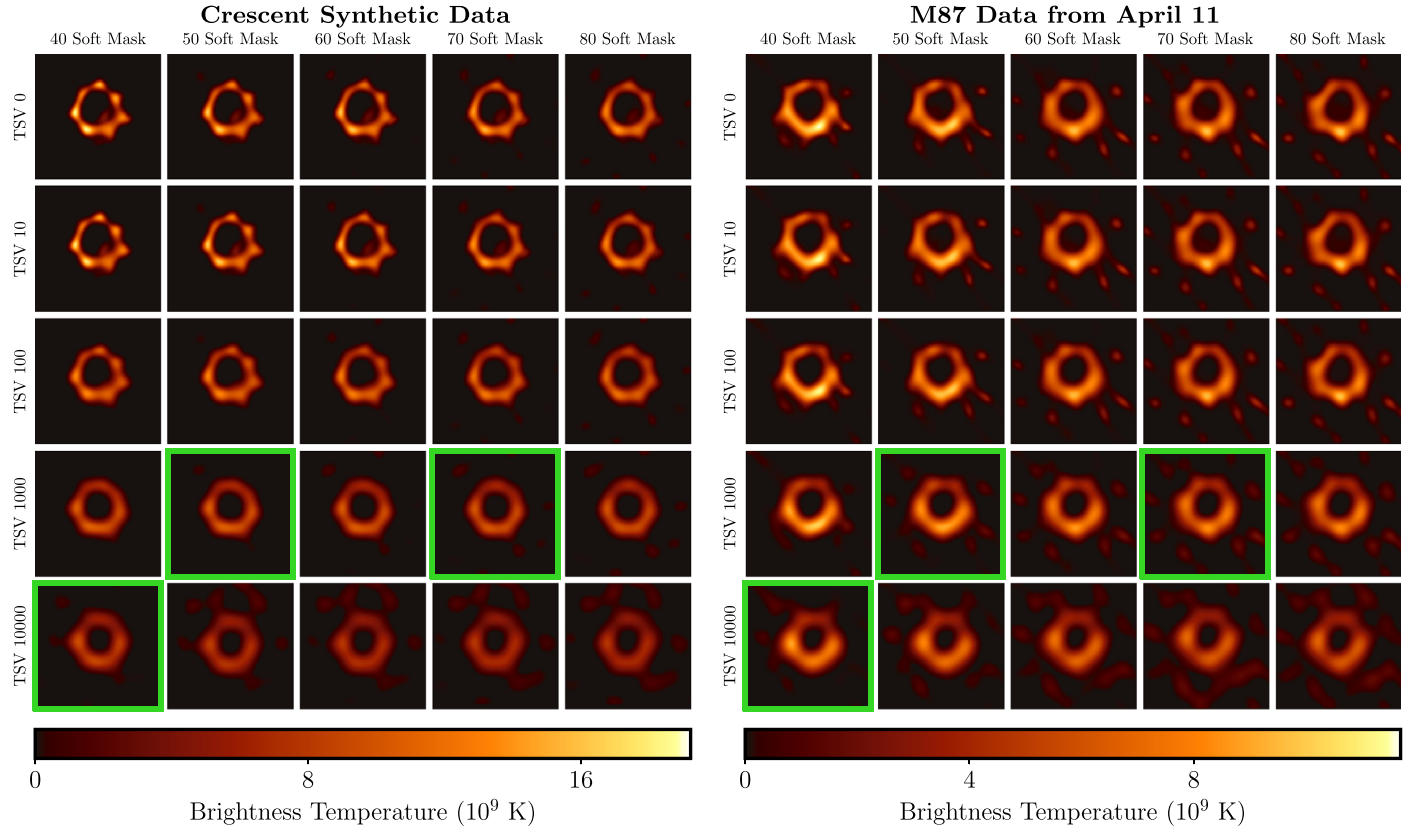 Crescent Synthetic Data
40 Soft Mask 50 Soft Mask 60 Soft Mask 70 Soft Mask 80 Soft Mask
TSV 0
TSV 10
TSV 100
TSV 1000
TSV 10000
0 8 16
Brightness Temperature (10⁹ K)
M87 Data from April 11
40 Soft Mask 50 Soft Mask 60 Soft Mask 70 Soft Mask 80 Soft Mask
TSV 0
TSV 10
TSV 100
TSV 1000
TSV 10000
0 4 8
Brightness Temperature (10⁹ K)